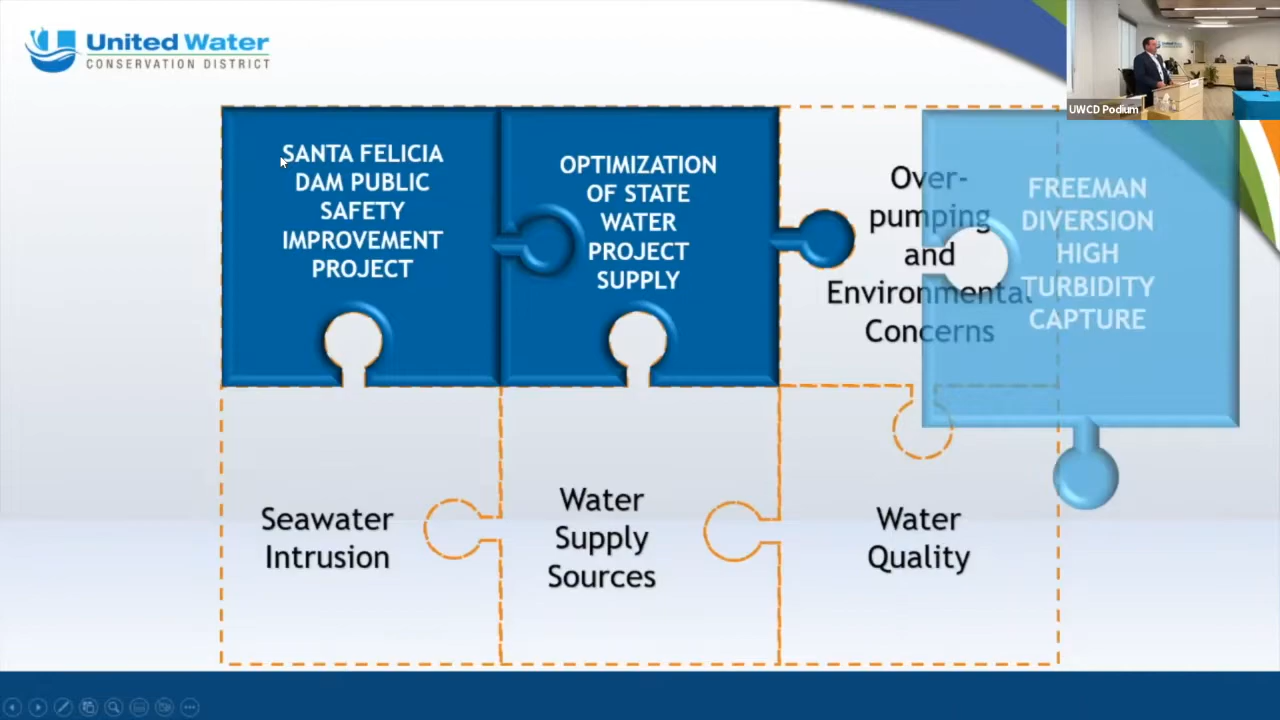 United Water
CONSERVATION DISTRICT
UWCD Podium
SANTA FELICIA
DAM PUBLIC
SAFETY
IMPROVEMENT
PROJECT
OPTIMIZATION
OF STATE
WATER
PROJECT
SUPPLY
Over-
pumping
and
Environmental
Concerns
FREEMAN
DIVERSION
HIGH
TURBIDITY
CAPTURE
Seawater
Intrusion
Water
Supply
Sources
Water
Quality